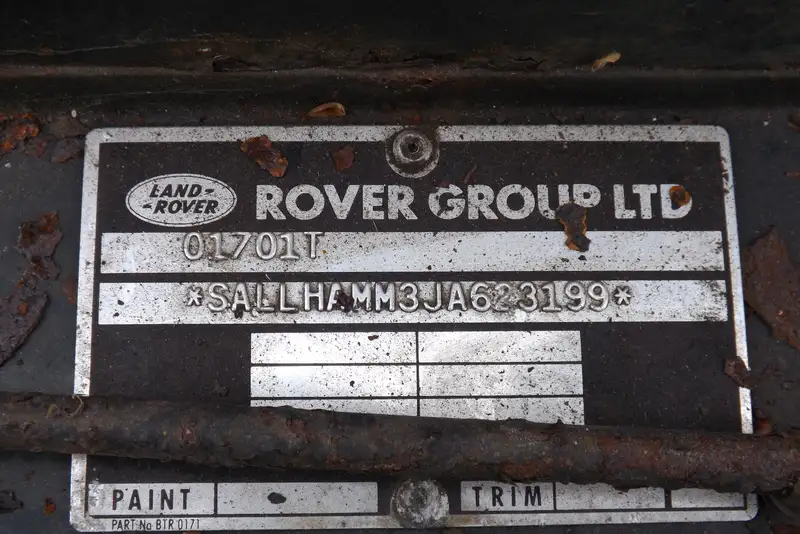 LAND-
-ROVER
ROVER GROUP LTD
01701T
*SALLHAMM3JA623199*
PAINT TRIM
PART No BTR 0171